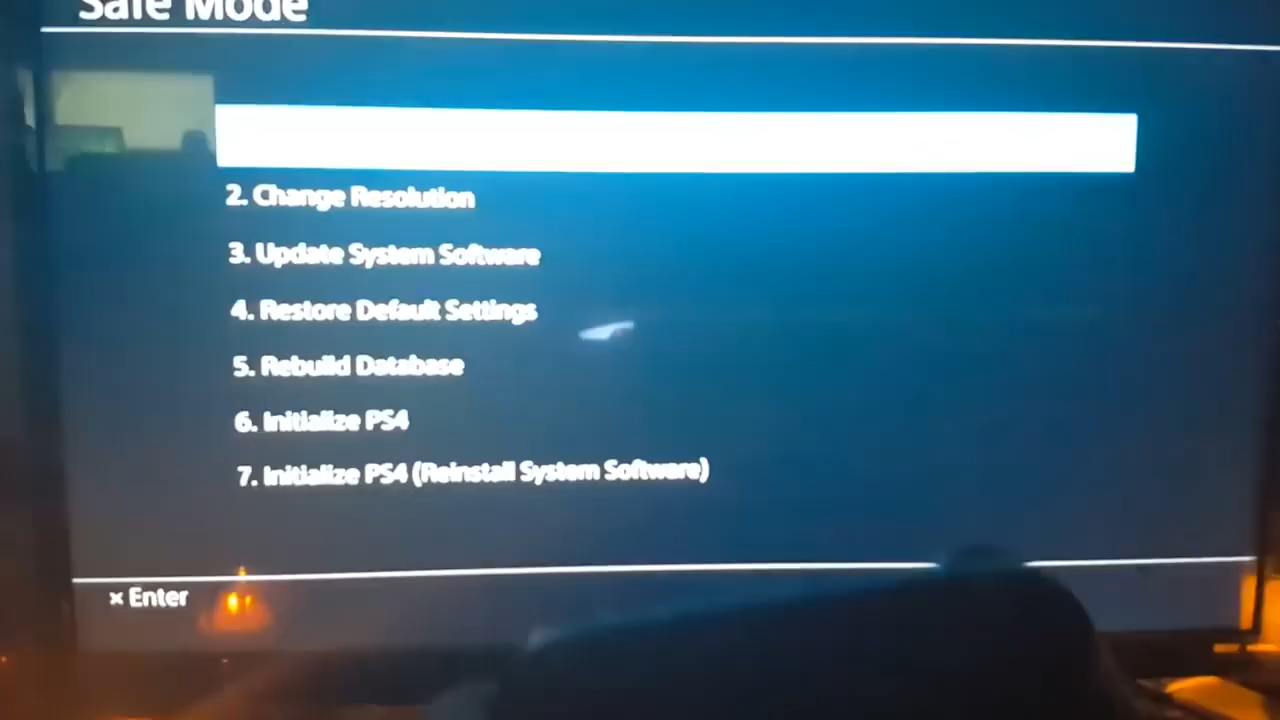 Safe Mode
2. Change Resolution
3. Update System Software
4. Restore Default Settings
5. Rebuild Database
6. Initialize PS4
7. Initialize PS4 (Reinstall System Software)
× Enter